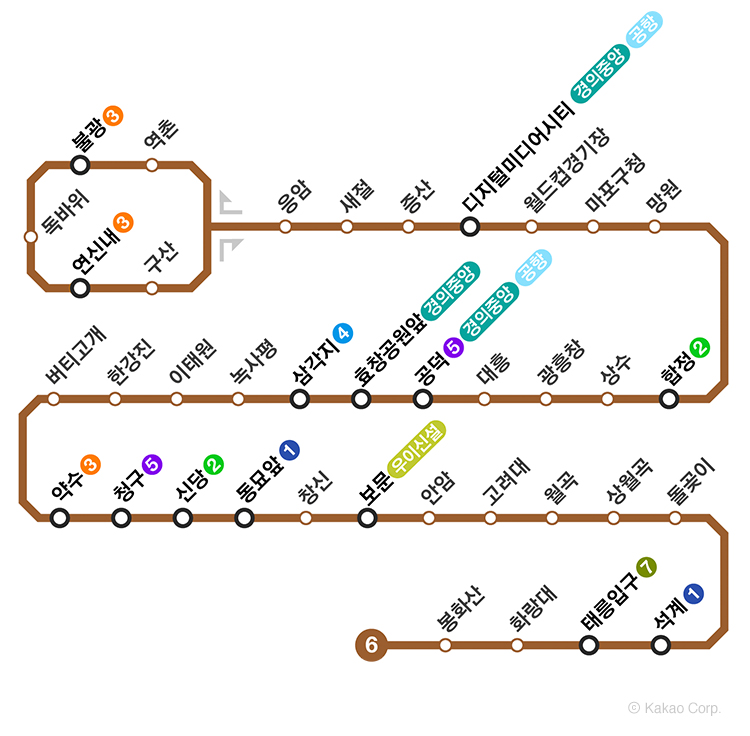 공항
경의중앙
디지털미디어시티
불광 3
역촌
독바위
연신내 3
구산
응암
새절
증산
월드컵경기장
마포구청
망원
버티고개
한강진
이태원
녹사평
삼각지 4
효창공원앞 경의중앙
공덕 5 경의중앙 공항
대흥
광흥창
상수
합정 2
약수 3
청구 5
신당 2
동묘앞 1
창신
보문 우이신설
안암
고려대
월곡
상월곡
돌곶이
6
봉화산
화랑대
태릉입구 7
석계 1
© Kakao Corp.